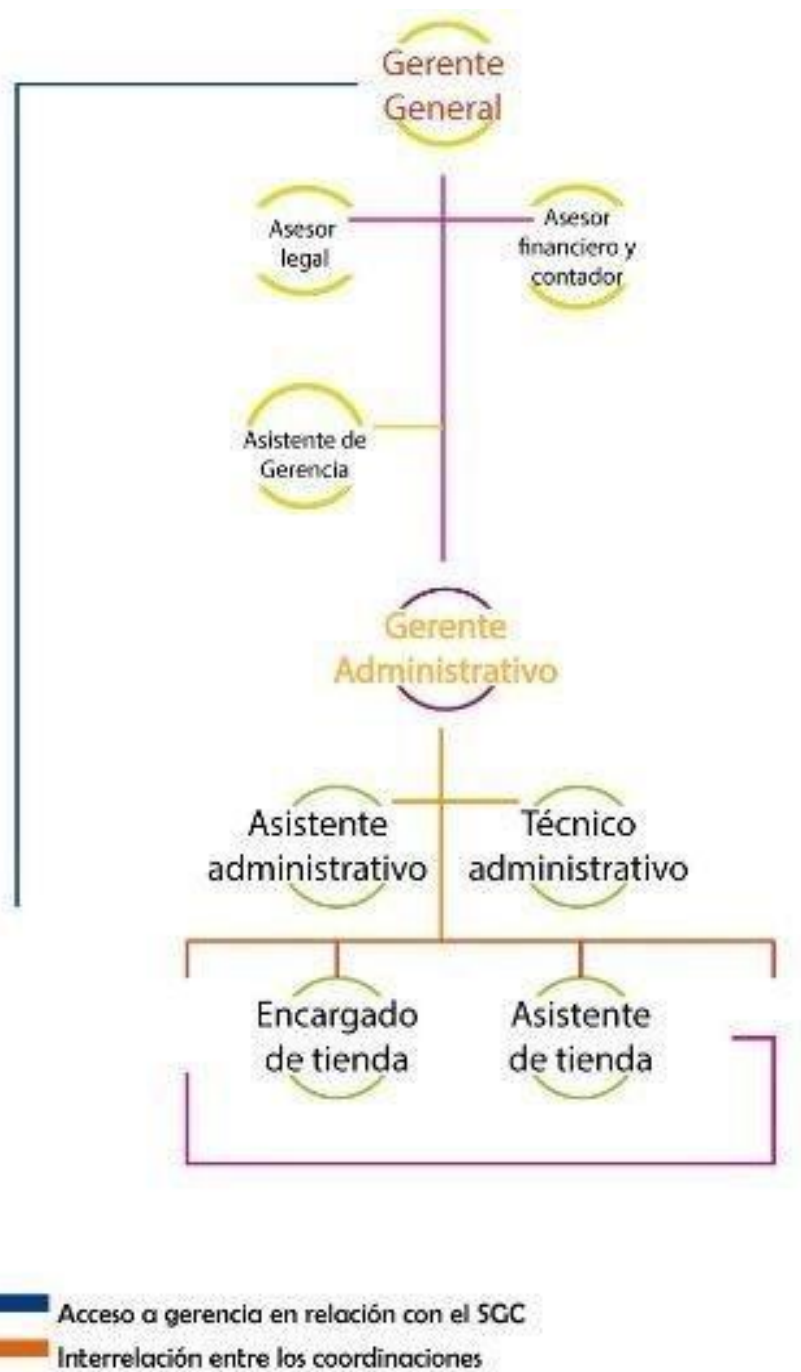 Gerente
General
Asesor
legal
Asesor
financiero y
contador
Asistente de
Gerencia
Gerente
Administrativo
Asistente
administrativo
Técnico
administrativo
Encargado
de tienda
Asistente
de tienda
Acceso a gerencia en relación con el SGC
Interrelación entre los coordinaciones